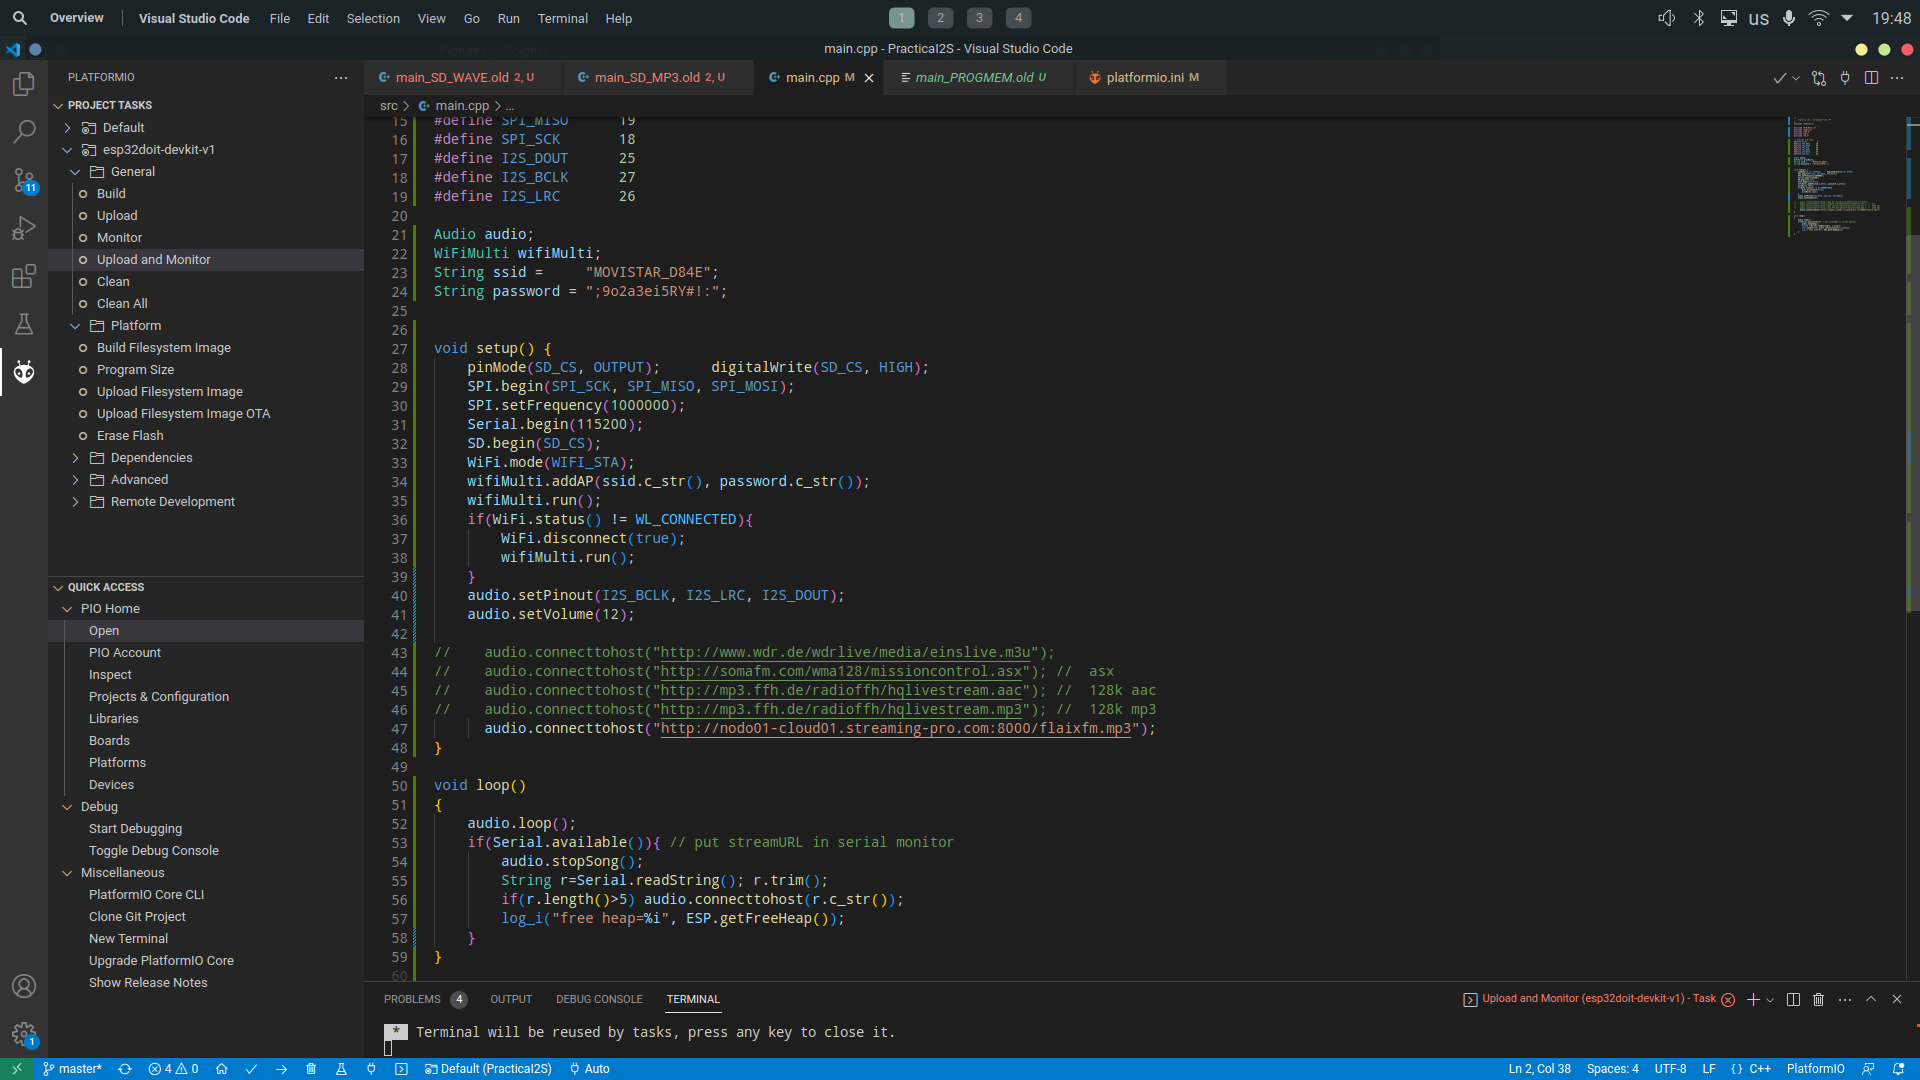 Overview
Visual Studio Code
File
Edit
Selection
View
Go
Run
Terminal
Help
1
2
3
4
us
19:48
main.cpp - PracticaI2S - Visual Studio Code
PLATFORMIO
main_SD_WAVE.old 2, U
main_SD_MP3.old 2, U
main.cpp M
main_PROGMEM.old U
platformio.ini M
src > main.cpp > ...
PROJECT TASKS
Default
esp32doit-devkit-v1
General
Build
Upload
Monitor
Upload and Monitor
Clean
Clean All
Platform
Build Filesystem Image
Program Size
Upload Filesystem Image
Upload Filesystem Image OTA
Erase Flash
Dependencies
Advanced
Remote Development
QUICK ACCESS
PIO Home
Open
PIO Account
Inspect
Projects & Configuration
Libraries
Boards
Platforms
Devices
Debug
Start Debugging
Toggle Debug Console
Miscellaneous
PlatformIO Core CLI
Clone Git Project
New Terminal
Upgrade PlatformIO Core
Show Release Notes
11
1
15 #define SPI_MISO      19
16 #define SPI_SCK       18
17 #define I2S_DOUT      25
18 #define I2S_BCLK      27
19 #define I2S_LRC       26
20
21 Audio audio;
22 WiFiMulti wifiMulti;
23 String ssid =     "MOVISTAR_D84E";
24 String password = ";9o2a3ei5RY#!:";
25
26
27 void setup() {
28     pinMode(SD_CS, OUTPUT);      digitalWrite(SD_CS, HIGH);
29     SPI.begin(SPI_SCK, SPI_MISO, SPI_MOSI);
30     SPI.setFrequency(1000000);
31     Serial.begin(115200);
32     SD.begin(SD_CS);
33     WiFi.mode(WIFI_STA);
34     wifiMulti.addAP(ssid.c_str(), password.c_str());
35     wifiMulti.run();
36     if(WiFi.status() != WL_CONNECTED){
37         WiFi.disconnect(true);
38         wifiMulti.run();
39     }
40     audio.setPinout(I2S_BCLK, I2S_LRC, I2S_DOUT);
41     audio.setVolume(12);
42
43 //    audio.connecttohost("http://www.wdr.de/wdrlive/media/einslive.m3u");
44 //    audio.connecttohost("http://somafm.com/wma128/missioncontrol.asx"); //  asx
45 //    audio.connecttohost("http://mp3.ffh.de/radioffh/hqlivestream.aac"); //  128k aac
46 //    audio.connecttohost("http://mp3.ffh.de/radioffh/hqlivestream.mp3"); //  128k mp3
47       audio.connecttohost("http://nodo01-cloud01.streaming-pro.com:8000/flaixfm.mp3");
48 }
49
50 void loop()
51 {
52     audio.loop();
53     if(Serial.available()){ // put streamURL in serial monitor
54         audio.stopSong();
55         String r=Serial.readString(); r.trim();
56         if(r.length()>5) audio.connecttohost(r.c_str());
57         log_i("free heap=%i", ESP.getFreeHeap());
58     }
59 }
60
PROBLEMS 4
OUTPUT
DEBUG CONSOLE
TERMINAL
Upload and Monitor (esp32doit-devkit-v1) - Task
* Terminal will be reused by tasks, press any key to close it.
master*
4
0
Default (PracticaI2S)
Auto
Ln 2, Col 38
Spaces: 4
UTF-8
LF
{} C++
PlatformIO